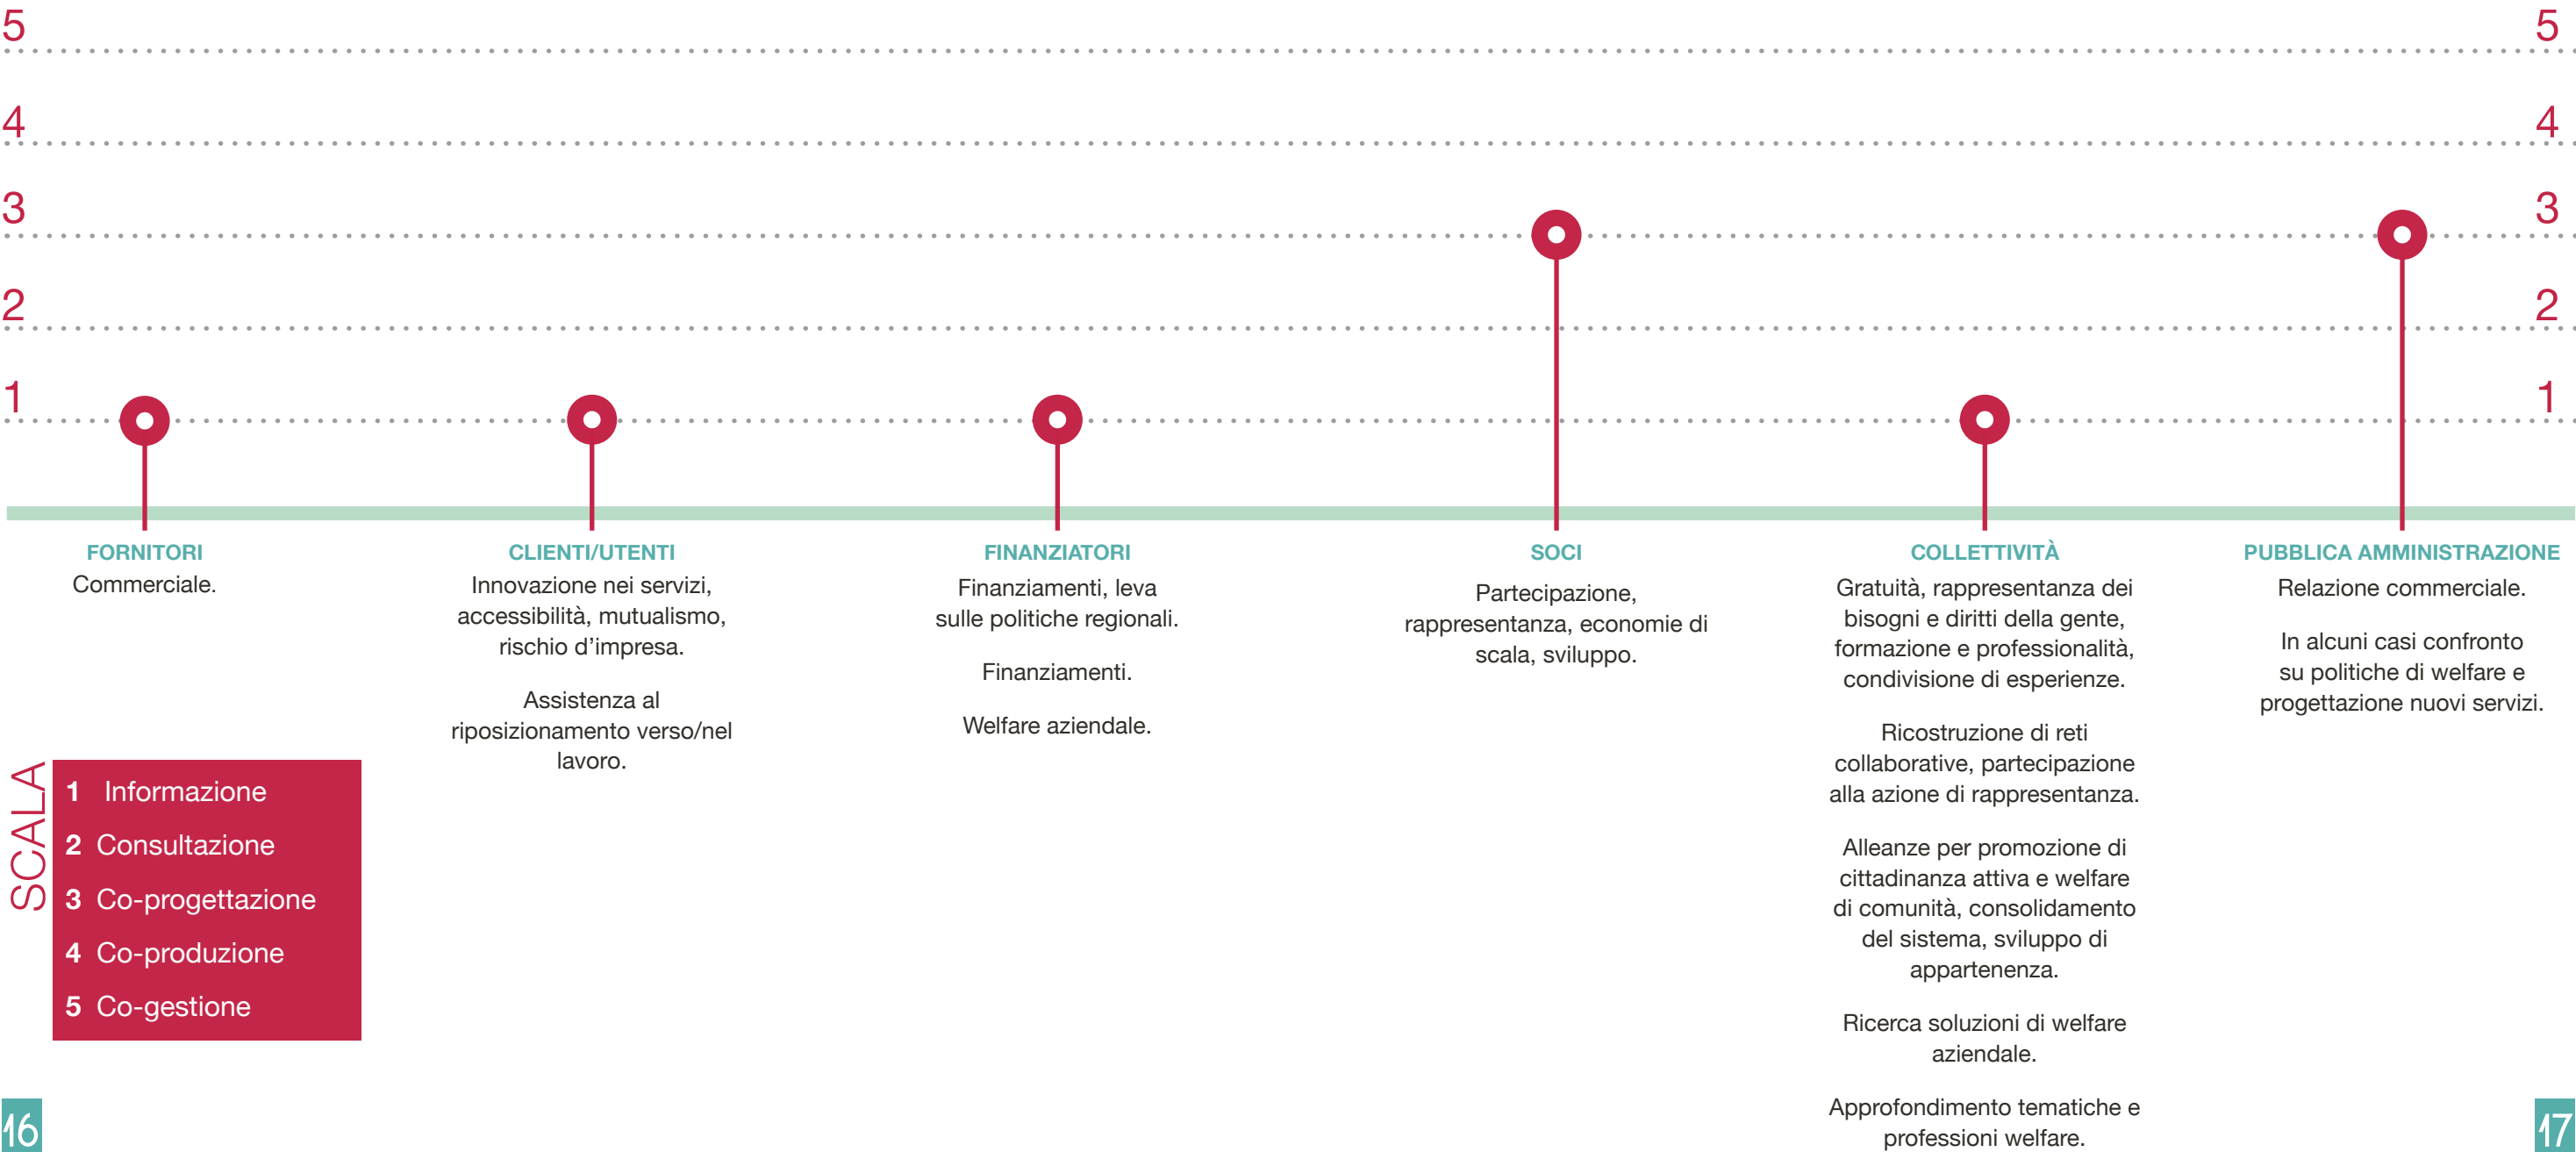 5
5
4
4
3
3
2
2
1
1
FORNITORI
Commerciale.
CLIENTI/UTENTI
Innovazione nei servizi,
accessibilità, mutualismo,
rischio d’impresa.
Assistenza al
riposizionamento verso/nel
lavoro.
FINANZIATORI
Finanziamenti, leva
sulle politiche regionali.
Finanziamenti.
Welfare aziendale.
SOCI
Partecipazione,
rappresentanza, economie di
scala, sviluppo.
COLLETTIVITÀ
Gratuità, rappresentanza dei
bisogni e diritti della gente,
formazione e professionalità,
condivisione di esperienze.
Ricostruzione di reti
collaborative, partecipazione
alla azione di rappresentanza.
Alleanze per promozione di
cittadinanza attiva e welfare
di comunità, consolidamento
del sistema, sviluppo di
appartenenza.
Ricerca soluzioni di welfare
aziendale.
Approfondimento tematiche e
professioni welfare.
PUBBLICA AMMINISTRAZIONE
Relazione commerciale.
In alcuni casi confronto
su politiche di welfare e
progettazione nuovi servizi.
SCALA
1 Informazione
2 Consultazione
3 Co-progettazione
4 Co-produzione
5 Co-gestione
16
17